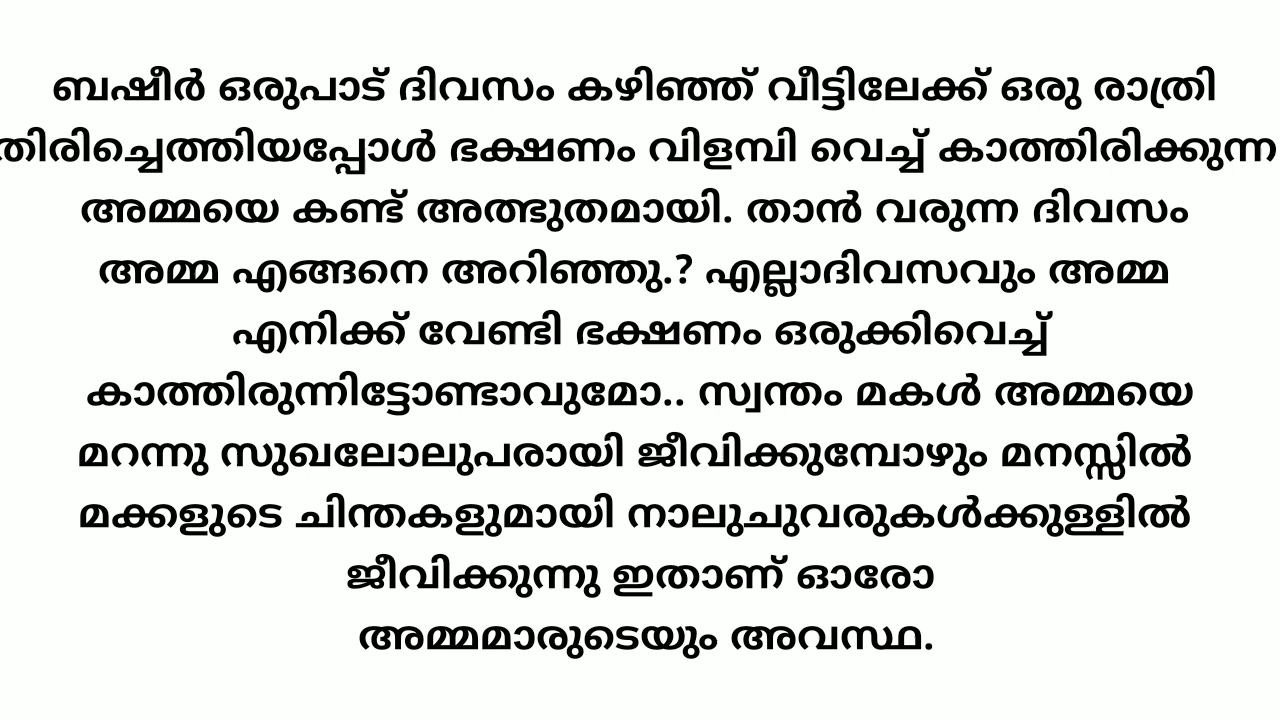 ബഷീർ ഒരുപാട് ദിവസം കഴിഞ്ഞ് വീട്ടിലേക്ക് ഒരു രാത്രി
തിരിച്ചെത്തിയപ്പോൾ ഭക്ഷണം വിളമ്പി വെച്ച് കാത്തിരിക്കുന്ന
അമ്മയെ കണ്ട് അത്ഭുതമായി. താൻ വരുന്ന ദിവസം
അമ്മ എങ്ങനെ അറിഞ്ഞു.? എല്ലാദിവസവും അമ്മ
എനിക്ക് വേണ്ടി ഭക്ഷണം ഒരുക്കിവെച്ച്
കാത്തിരുന്നിട്ടോണ്ടാവുമോ.. സ്വന്തം മകൾ അമ്മയെ
മറന്നു സുഖലോലുപരായി ജീവിക്കുമ്പോഴും മനസ്സിൽ
മക്കളുടെ ചിന്തകളുമായി നാലുചുവരുകൾക്കുള്ളിൽ
ജീവിക്കുന്നു ഇതാണ് ഓരോ
അമ്മമാരുടെയും അവസ്ഥ.